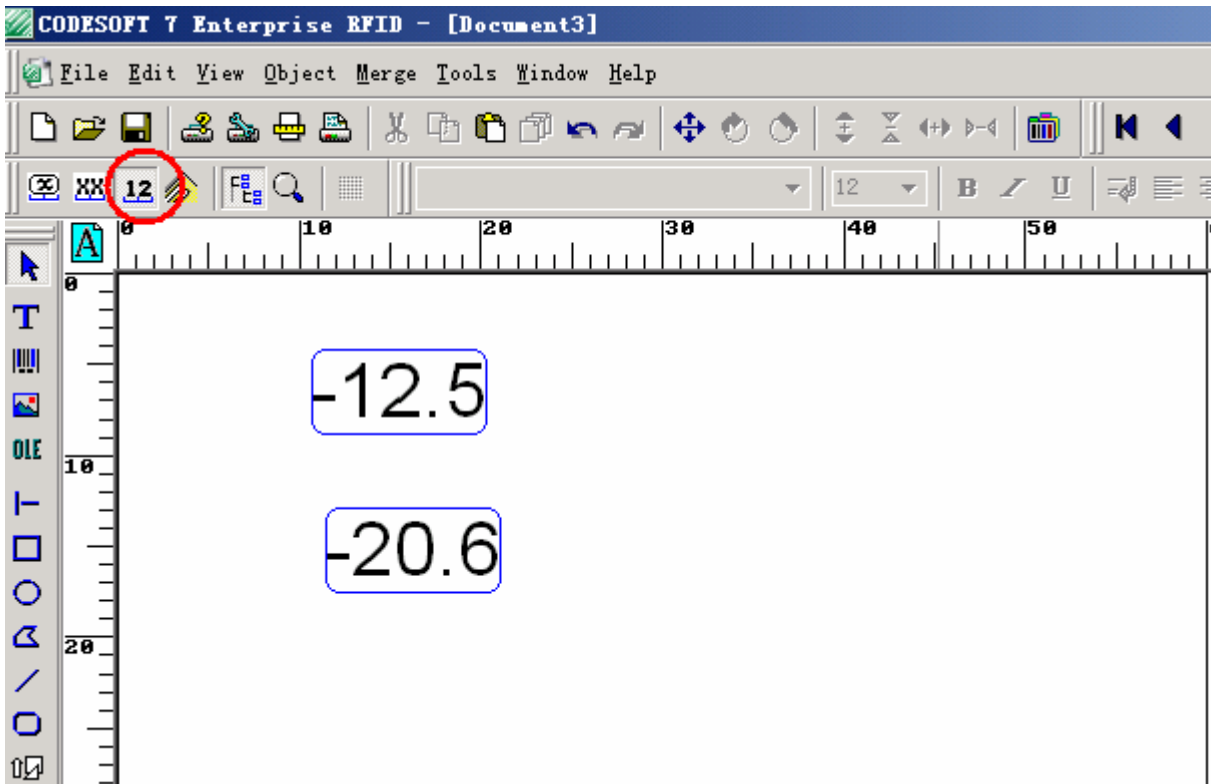 CODESOFT 7 Enterprise RFID - [Document3]
File Edit View Object Merge Tools Window Help
XX 12 12 B I U
0 10 20 30 40 50
A
0
T
-12.5
OLE
10
-20.6
20